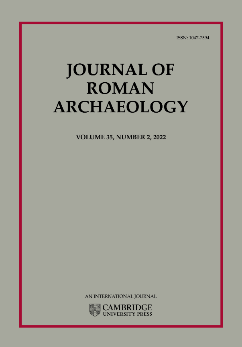 JOURNAL OF
ROMAN
ARCHAEOLOGY
VOLUME 35, NUMBER 2, 2022
AN INTERNATIONAL JOURNAL
CAMBRIDGE
UNIVERSITY PRESS